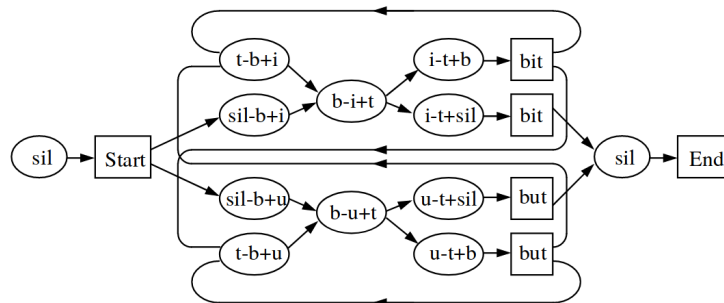 t-b+i i-t+b bit
sil-b+i b-i+t i-t+sil bit
sil Start sil End
sil-b+u b-u+t u-t+sil but
t-b+u u-t+b but